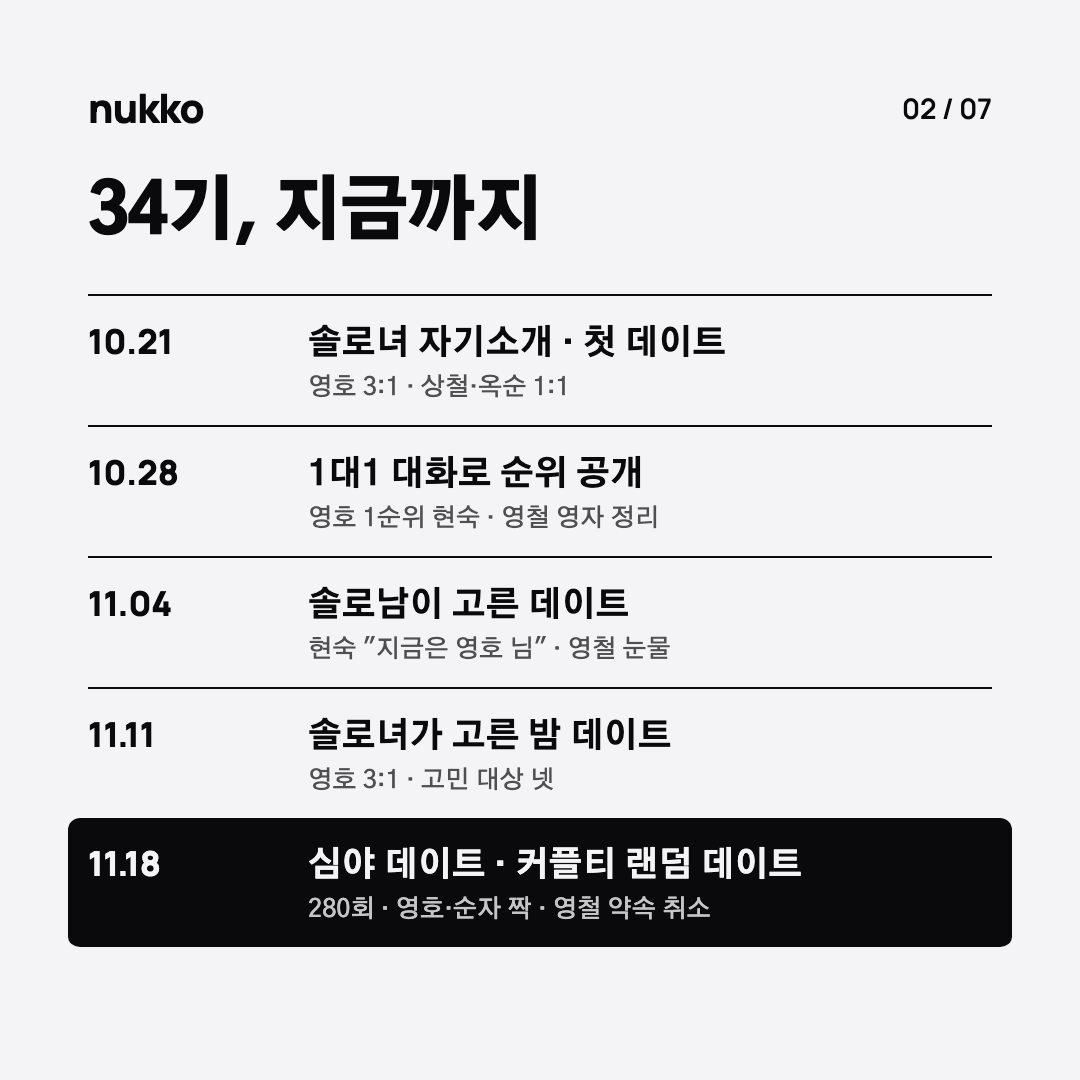 nukko
02 / 07
34기, 지금까지
10.21
솔로녀 자기소개 · 첫 데이트
영호 3:1 · 상철·옥순 1:1
10.28
1대1 대화로 순위 공개
영호 1순위 현숙 · 영철 영자 정리
11.04
솔로남이 고른 데이트
현숙 "지금은 영호 님" · 영철 눈물
11.11
솔로녀가 고른 밤 데이트
영호 3:1 · 고민 대상 넷
11.18
심야 데이트 · 커플티 랜덤 데이트
280회 · 영호·순자 짝 · 영철 약속 취소